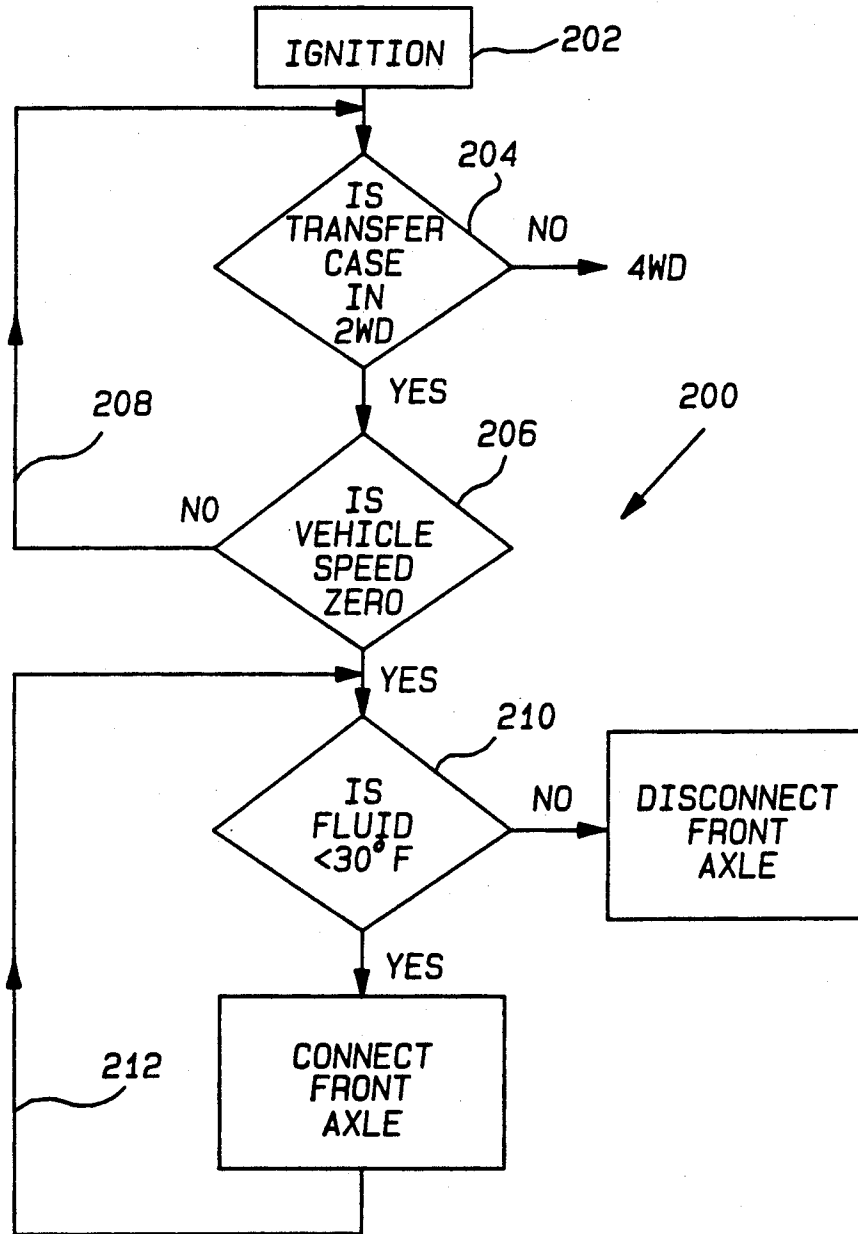 IGNITION
202
204
IS
TRANSFER
CASE
IN
2WD
NO
4WD
YES
208
200
206
NO
IS
VEHICLE
SPEED
ZERO
YES
210
IS
FLUID
<30° F
NO
DISCONNECT
FRONT
AXLE
YES
212
CONNECT
FRONT
AXLE